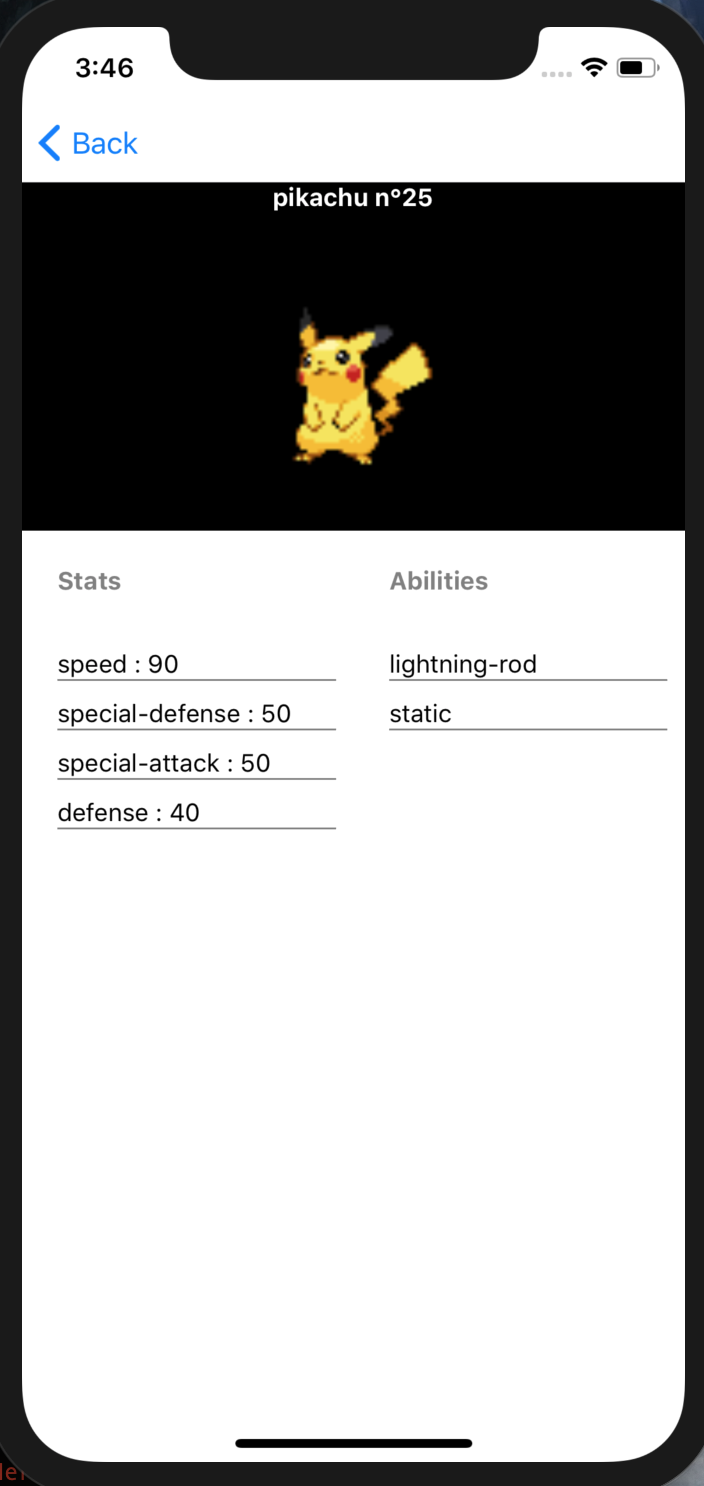 3:46
Back
pikachu n°25
Stats
Abilities
speed : 90
lightning-rod
special-defense : 50
static
special-attack : 50
defense : 40